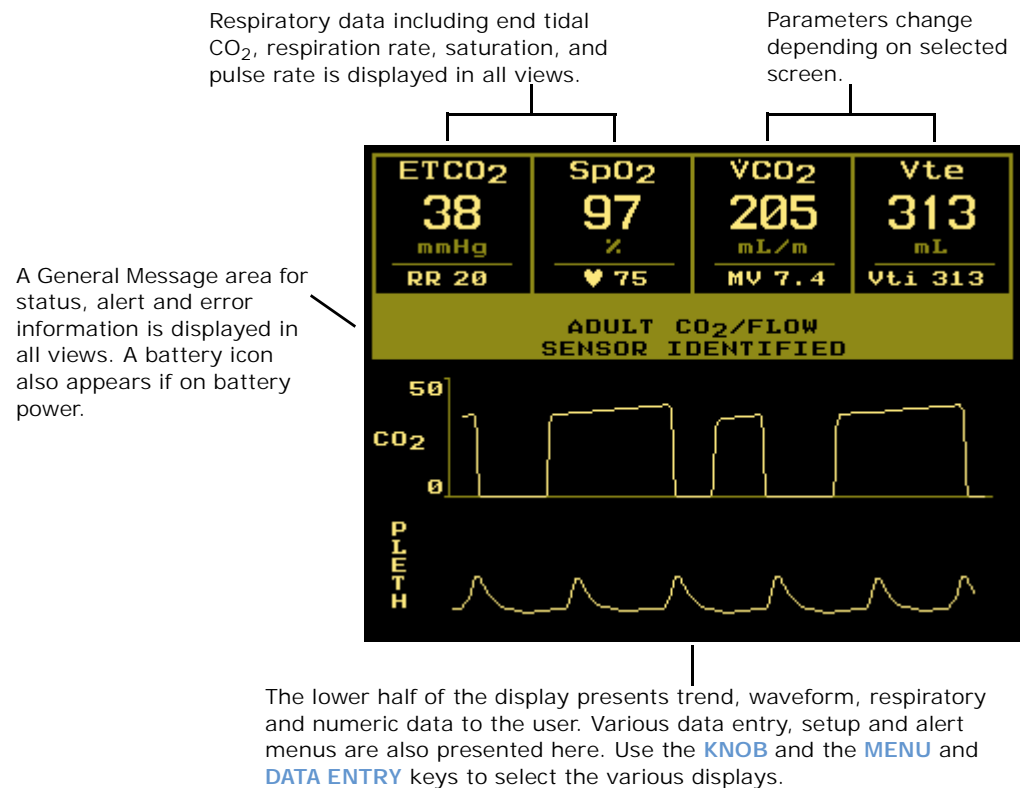 Respiratory data including end tidal
CO2, respiration rate, saturation, and
pulse rate is displayed in all views.
Parameters change
depending on selected
screen.
ETCO2
38
mmHg
RR 20
SpO2
97
%
♥ 75
V̇CO2
205
mL/m
MV 7.4
Vte
313
mL
Vti 313
A General Message area for
status, alert and error
information is displayed in
all views. A battery icon
also appears if on battery
power.
ADULT CO2/FLOW
SENSOR IDENTIFIED
50
CO2
0
PLETH
The lower half of the display presents trend, waveform, respiratory
and numeric data to the user. Various data entry, setup and alert
menus are also presented here. Use the KNOB and the MENU and
DATA ENTRY keys to select the various displays.